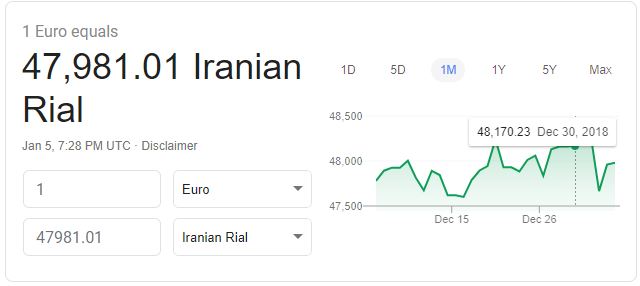 1 Euro equals
47,981.01 Iranian
Rial
Jan 5, 7:28 PM UTC · Disclaimer
1 Euro
47981.01 Iranian Rial
1D 5D 1M 1Y 5Y Max
48,500
48,170.23 Dec 30, 2018
48,000
47,500
Dec 15 Dec 26